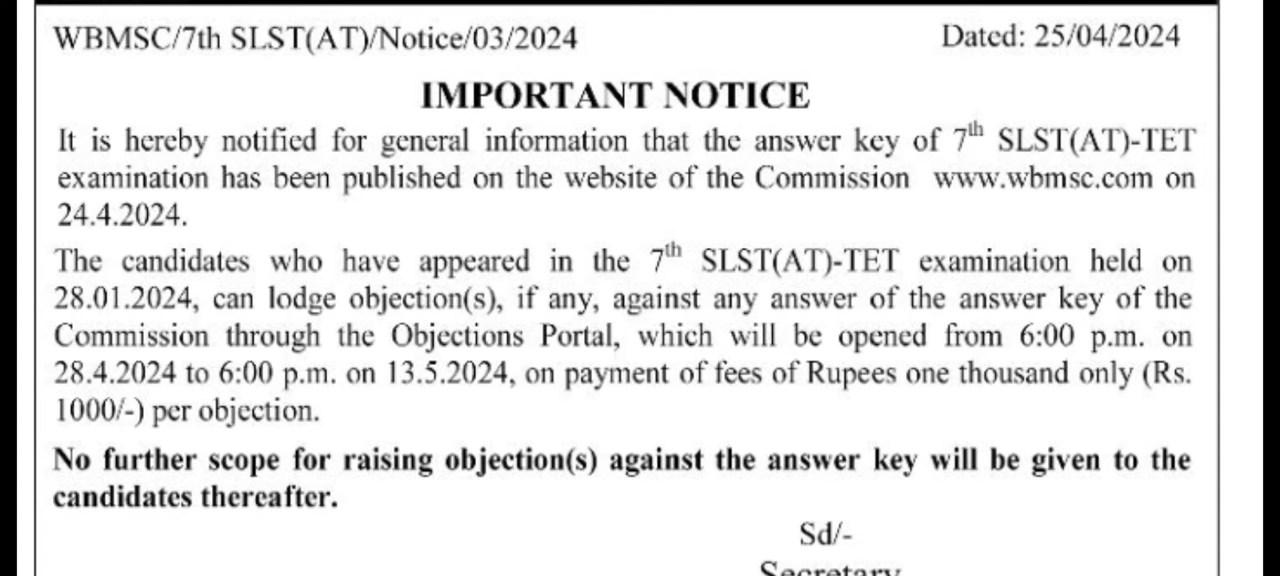 WBMSC/7th SLST(AT)/Notice/03/2024 Dated: 25/04/2024
IMPORTANT NOTICE
It is hereby notified for general information that the answer key of 7th SLST(AT)-TET
examination has been published on the website of the Commission www.wbmsc.com on
24.4.2024.
The candidates who have appeared in the 7th SLST(AT)-TET examination held on
28.01.2024, can lodge objection(s), if any, against any answer of the answer key of the
Commission through the Objections Portal, which will be opened from 6:00 p.m. on
28.4.2024 to 6:00 p.m. on 13.5.2024, on payment of fees of Rupees one thousand only (Rs.
1000/-) per objection.
No further scope for raising objection(s) against the answer key will be given to the
candidates thereafter.
Sd/-
Secretary